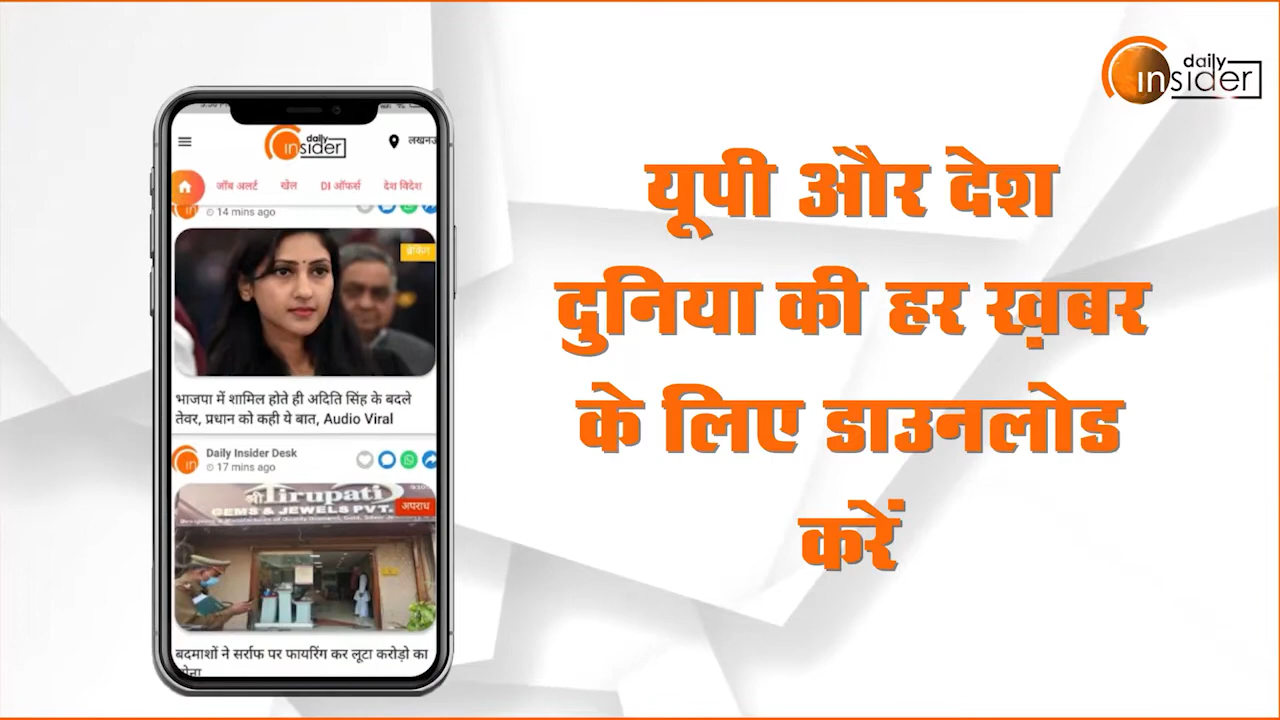 daily
insider
यूपी और देश
दुनिया की हर ख़बर
के लिए डाउनलोड
करें
daily
insider
लखनऊ
जॉब अलर्ट खेल DI ऑफर्स देश विदेश
14 mins ago
ब्रेकिंग
भाजपा में शामिल होते ही अदिति सिंह के बदले
तेवर, प्रधान को कही ये बात, Audio Viral
Daily Insider Desk
17 mins ago
श्री Tirupati
GEMS & JEWELS PVT.
अपराध
बदमाशों ने सर्राफ पर फायरिंग कर लूटा करोड़ो का